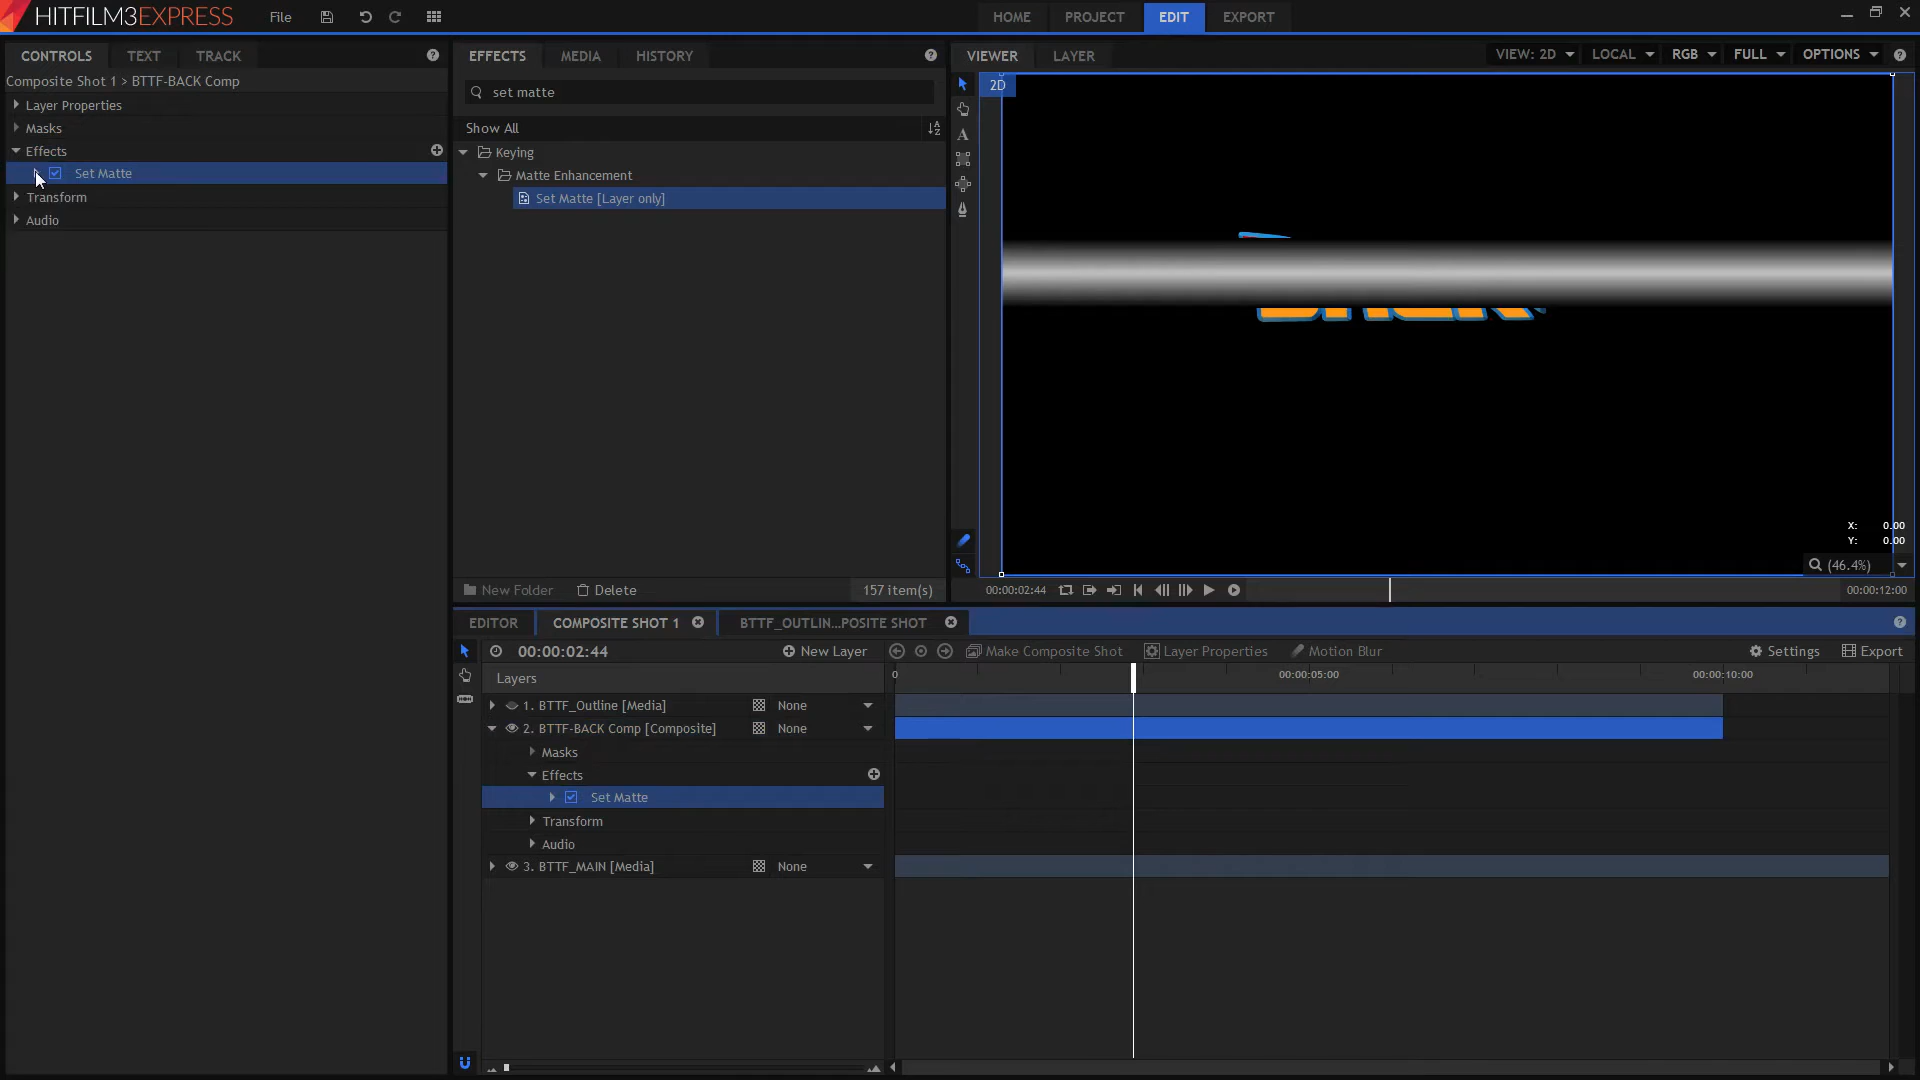 HITFILM3EXPRESS File HOME PROJECT EDIT EXPORT
CONTROLS TEXT TRACK
Composite Shot 1 > BTTF-BACK Comp
Layer Properties
Masks
Effects
Set Matte
Transform
Audio
EFFECTS MEDIA HISTORY
set matte
Show All
Keying
Matte Enhancement
Set Matte [Layer only]
New Folder Delete 157 item(s)
VIEWER LAYER VIEW: 2D LOCAL RGB FULL OPTIONS
2D
X: 0.00
Y: 0.00
(46.4%)
00:00:02:44 00:00:12:00
EDITOR COMPOSITE SHOT 1 BTTF_OUTLIN...POSITE SHOT
00:00:02:44 New Layer Make Composite Shot Layer Properties Motion Blur Settings Export
Layers 0 00:00:05:00 00:00:10:00
1. BTTF_Outline [Media] None
2. BTTF-BACK Comp [Composite] None
Masks
Effects
Set Matte
Transform
Audio
3. BTTF_MAIN [Media] None